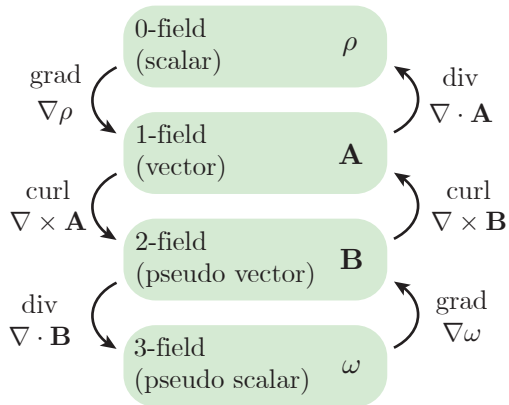 0-field
(scalar)
ρ
grad
∇ρ
div
∇ · A
1-field
(vector)
A
curl
∇ × A
curl
∇ × B
2-field
(pseudo vector)
B
div
∇ · B
grad
∇ω
3-field
(pseudo scalar)
ω